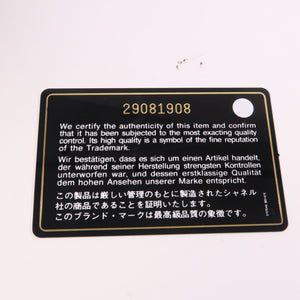 29081908
We certify the authenticity of this item and confirm
that it has been subjected to the most exacting quality
control. Its high quality is a symbol of the fine reputation
of the Trademark.
Wir bestätigen, dass es sich um einen Artikel handelt,
der während seiner Herstellung strengsten Kontrollen
unterworfen war, und dessen erstklassige Qualität
dem hohen Ansehen unserer Marke entspricht.
この製品は厳しい管理のもとに製造されたシャネル
社の商品であることを証明いたします。
このブランド・マークは最高級品質の象徴です。